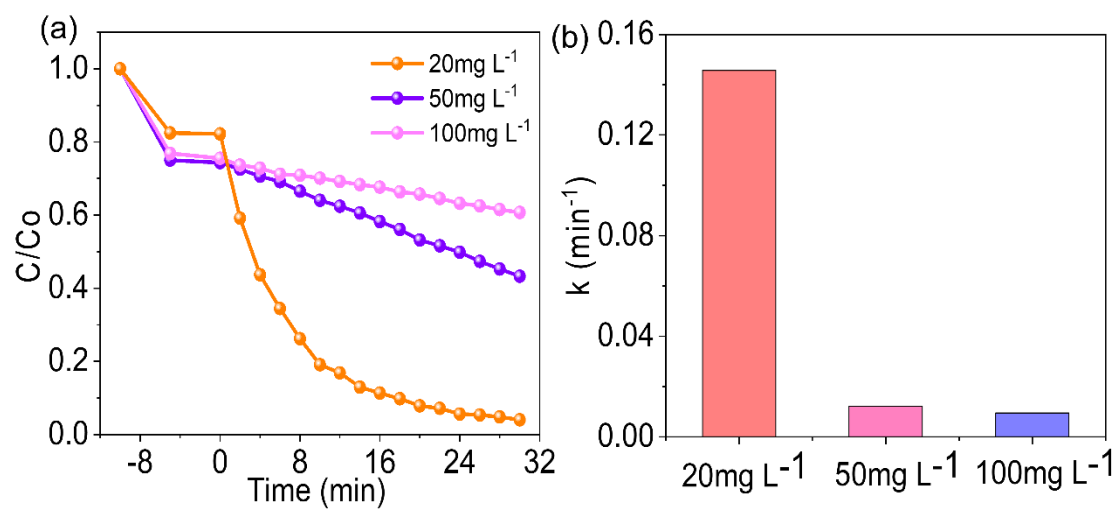 (a)
1.0
0.8
0.6
0.4
0.2
0.0
C/Co
20mg L⁻¹
50mg L⁻¹
100mg L⁻¹
-8 0 8 16 24 32
Time (min)
(b)
0.16
0.12
0.08
0.04
0.00
k (min⁻¹)
20mg L⁻¹ 50mg L⁻¹ 100mg L⁻¹